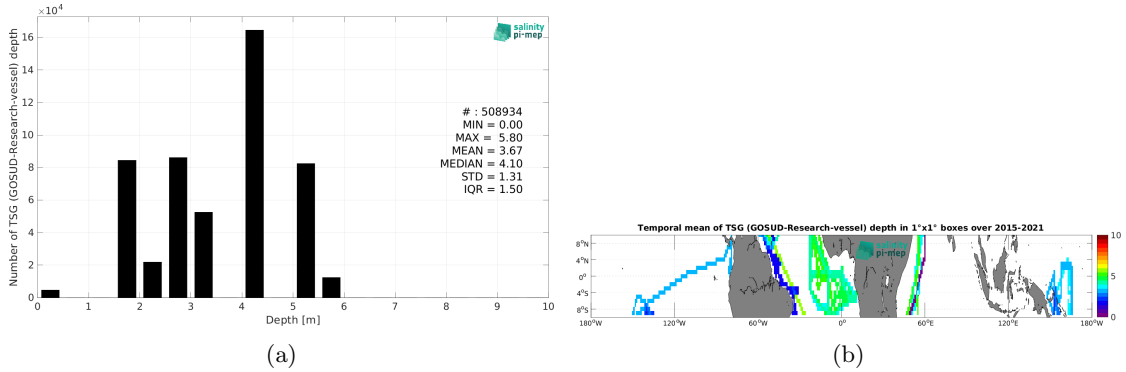 ×10⁴
16
14
12
10
8
6
4
2
0
Number of TSG (GOSUD-Research-vessel) depth
salinity
pi-mep
# : 508934
MIN = 0.00
MAX = 5.80
MEAN = 3.67
MEDIAN = 4.10
STD = 1.31
IQR = 1.50
0 1 2 3 4 5 6 7 8 9 10
Depth [m]
(a)
Temporal mean of TSG (GOSUD-Research-vessel) depth in 1°x1° boxes over 2015-2021
8°N
4°N
0°
4°S
8°S
salinity
pi-mep
180°W 120°W 60°W 0° 60°E 120°E 180°W
10
5
0
(b)